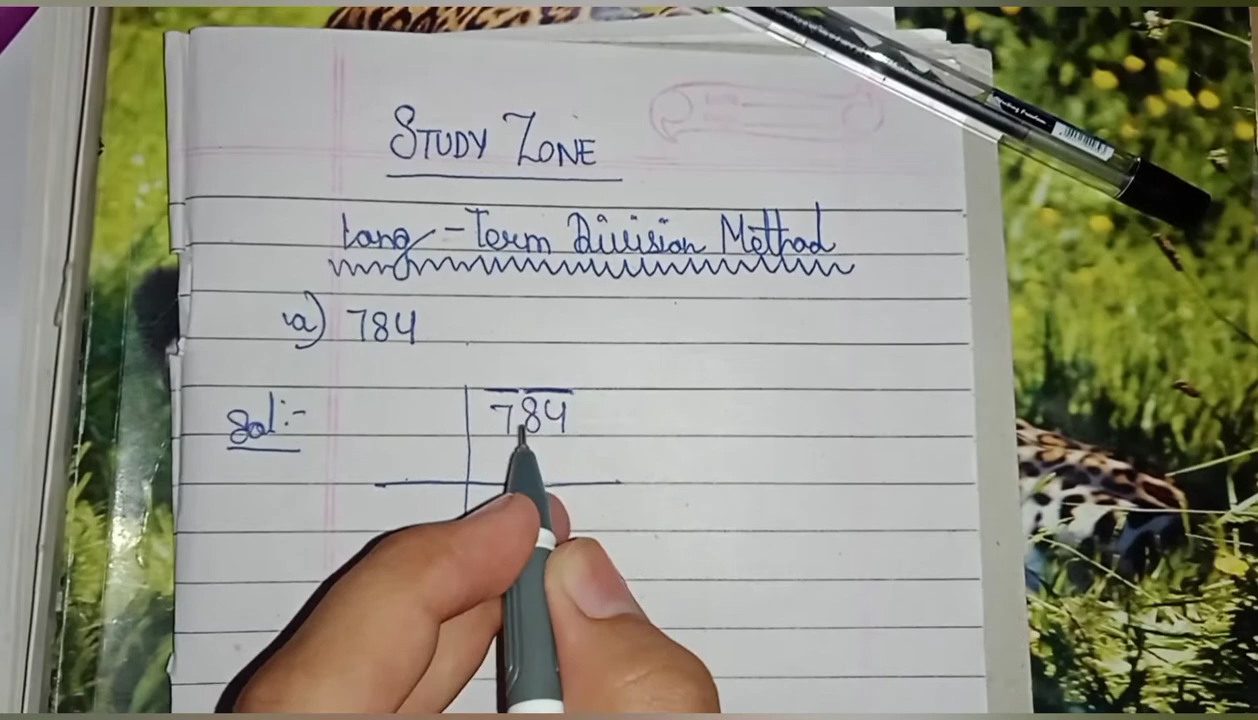 STUDY ZONE
Long-Term Division Method
a) 784
Sol:-
784